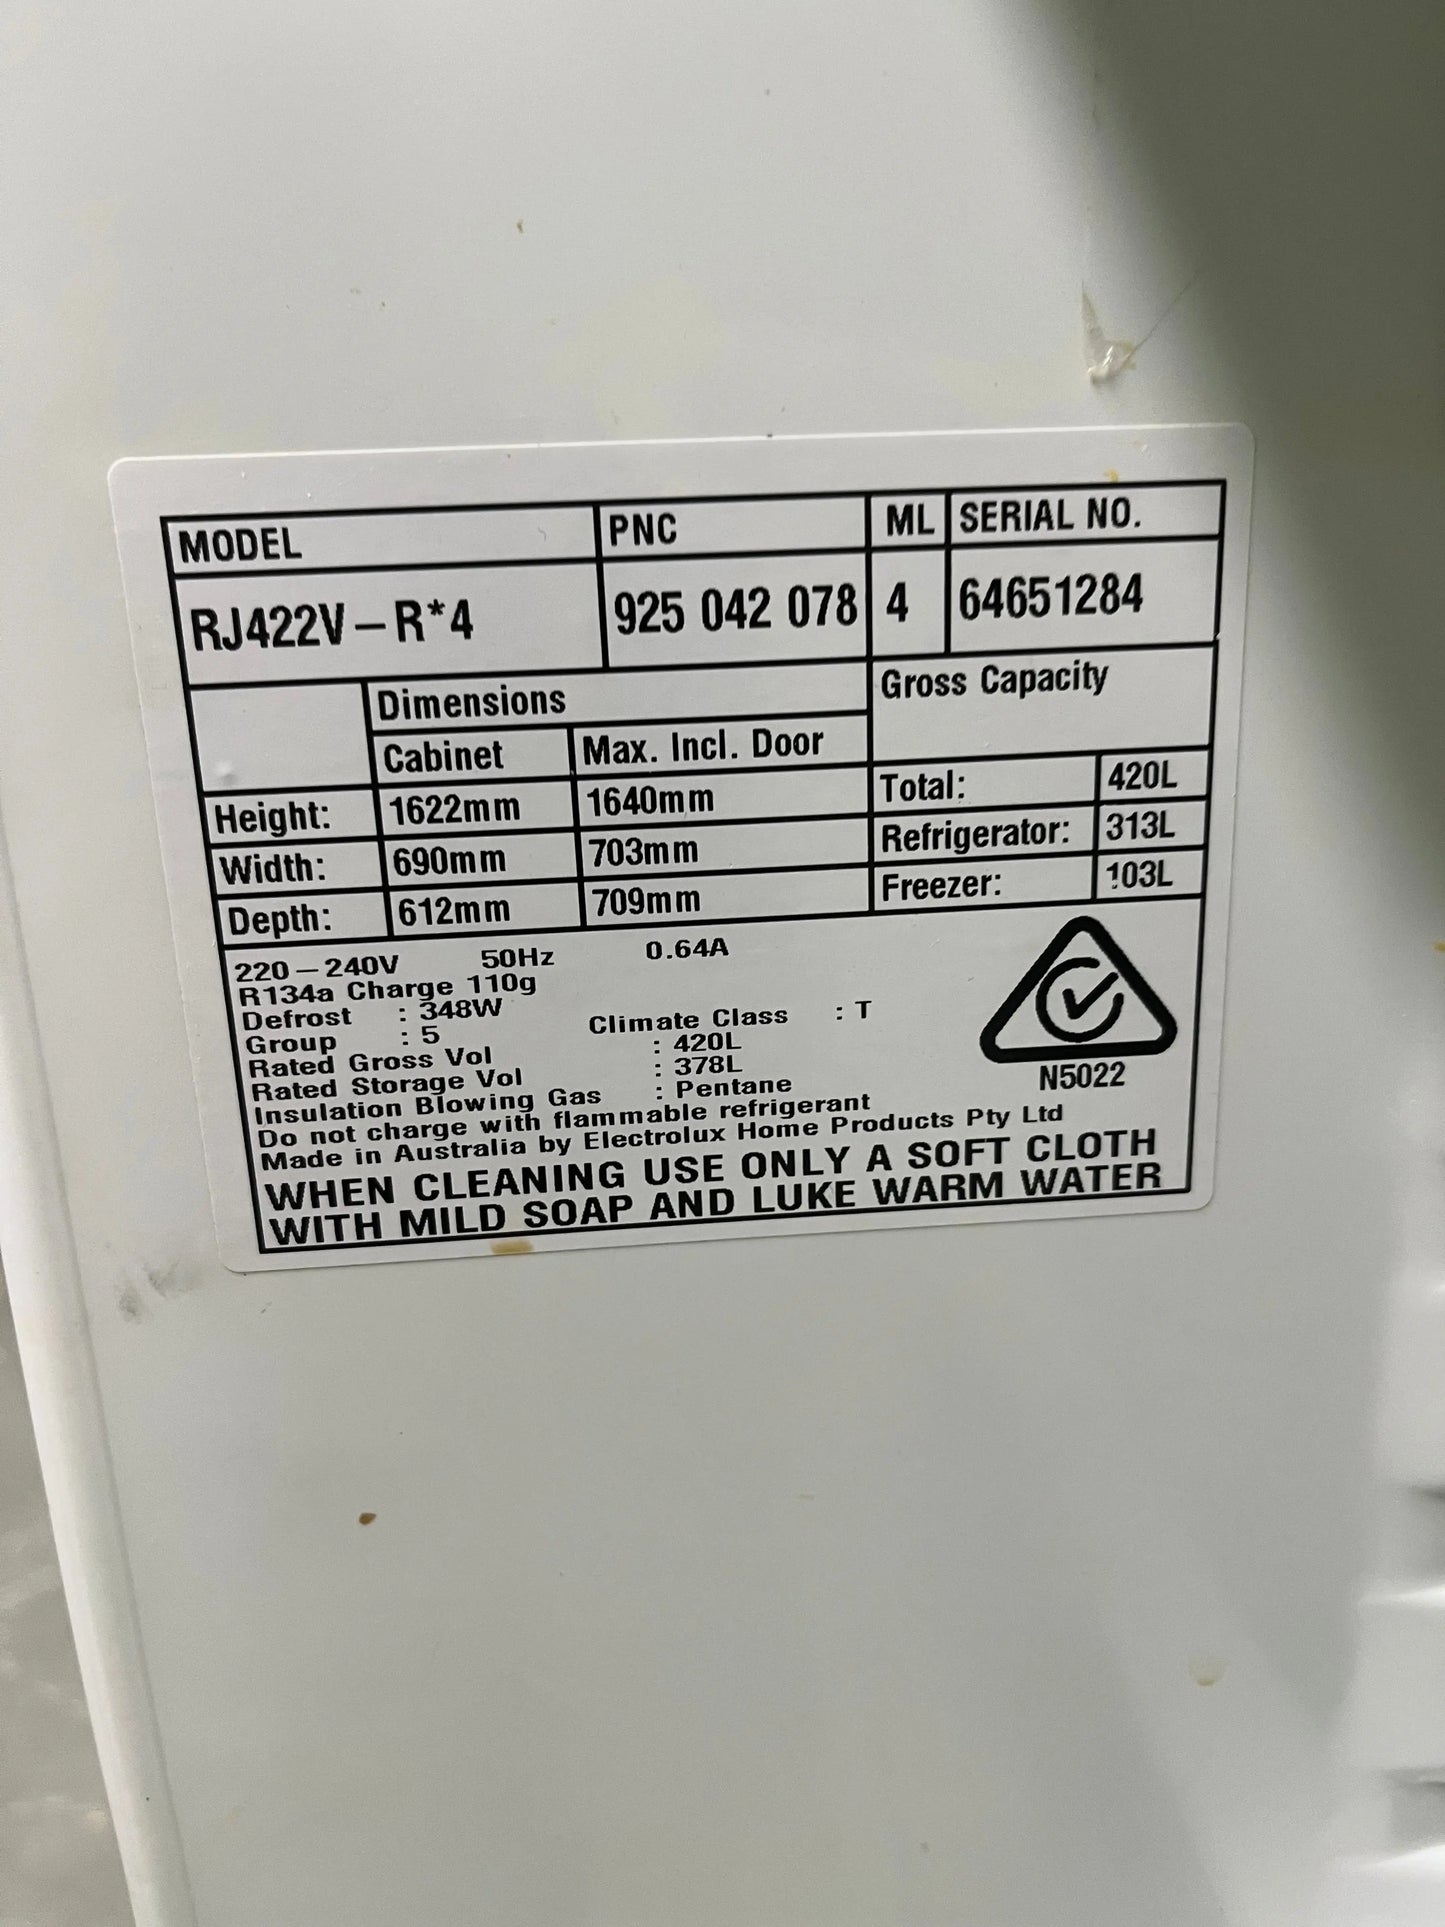 MODEL PNC ML SERIAL NO.
RJ422V-R*4 925 042 078 4 64651284
Dimensions Gross Capacity
Cabinet Max. Incl. Door
Height: 1622mm 1640mm Total: 420L
Width: 690mm 703mm Refrigerator: 313L
Depth: 612mm 709mm Freezer: 103L
220-240V 50Hz 0.64A
R134a Charge 110g
Defrost : 348W Climate Class : T
Group : 5
Rated Gross Vol : 420L
Rated Storage Vol : 378L
Insulation Blowing Gas : Pentane
Do not charge with flammable refrigerant
Made in Australia by Electrolux Home Products Pty Ltd
N5022
WHEN CLEANING USE ONLY A SOFT CLOTH
WITH MILD SOAP AND LUKE WARM WATER